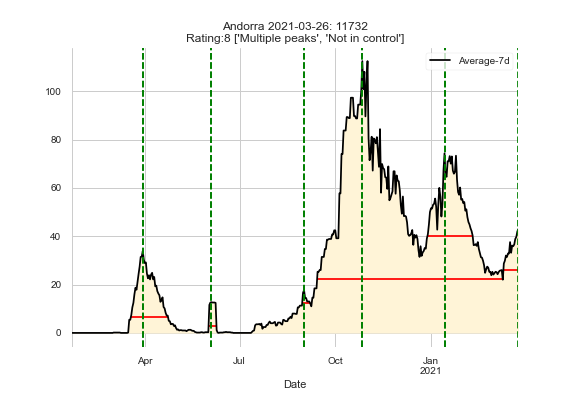 Andorra 2021-03-26: 11732
Rating:8 ['Multiple peaks', 'Not in control']
Average-7d
100
80
60
40
20
0
Apr
Jul
Oct
Jan
2021
Date